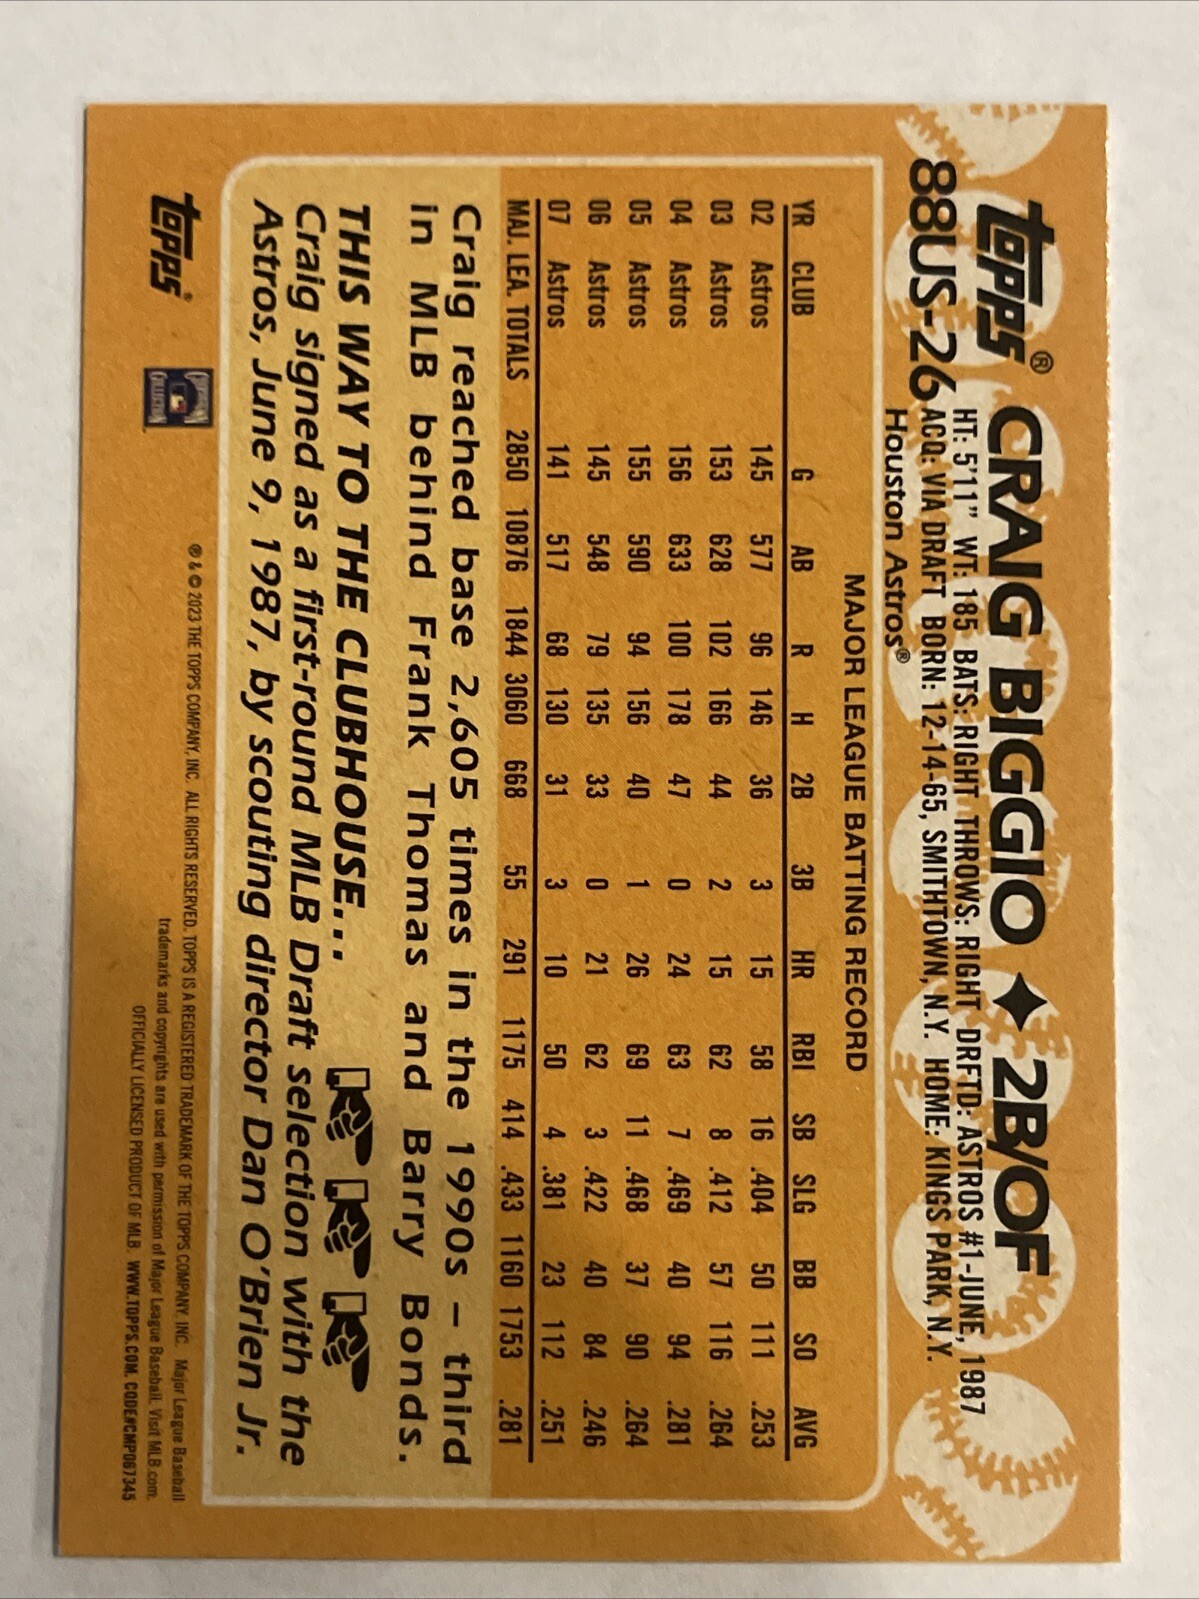 TOPPS® CRAIG BIGGIO ✦ 2B/OF
88US-26
HT: 5'11" WT: 185 BATS: RIGHT THROWS: RIGHT DRFTD: ASTROS #1-JUNE, 1987
ACQ: VIA DRAFT BORN: 12-14-65, SMITHTOWN, N.Y. HOME: KINGS PARK, N.Y.
Houston Astros®
MAJOR LEAGUE BATTING RECORD
YR CLUB G AB R H 2B 3B HR RBI SB SLG BB SO AVG
02 Astros 145 577 96 146 36 3 15 58 16 .404 50 111 .253
03 Astros 153 628 102 166 44 2 15 62 8 .412 57 116 .264
04 Astros 156 633 100 178 47 0 24 63 7 .469 40 94 .281
05 Astros 155 590 94 156 40 1 26 69 11 .468 37 90 .264
06 Astros 145 548 79 135 33 0 21 62 3 .422 40 84 .246
07 Astros 141 517 68 130 31 3 10 50 4 .381 23 112 .251
MAJ. LEA. TOTALS 2850 10876 1844 3060 668 55 291 1175 414 .433 1160 1753 .281
Craig reached base 2,605 times in the 1990s – third
in MLB behind Frank Thomas and Barry Bonds.
THIS WAY TO THE CLUBHOUSE...
Craig signed as a first-round MLB Draft selection with the
Astros, June 9, 1987, by scouting director Dan O'Brien Jr.
TOPPS®
® & © 2023 THE TOPPS COMPANY, INC. ALL RIGHTS RESERVED. TOPPS IS A REGISTERED TRADEMARK OF THE TOPPS COMPANY, INC. Major League Baseball
trademarks and copyrights are used with permission of Major League Baseball. Visit MLB.com.
OFFICIALLY LICENSED PRODUCT OF MLB. WWW.TOPPS.COM. CODE#CMP067345